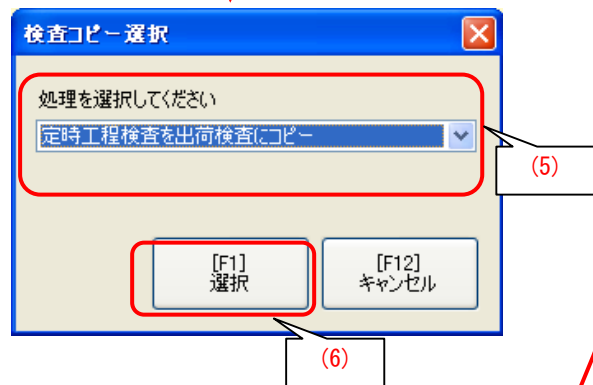 検査コピー選択
処理を選択してください
定時工程検査を出荷検査にコピー
(5)
[F1]
選択
[F12]
キャンセル
(6)